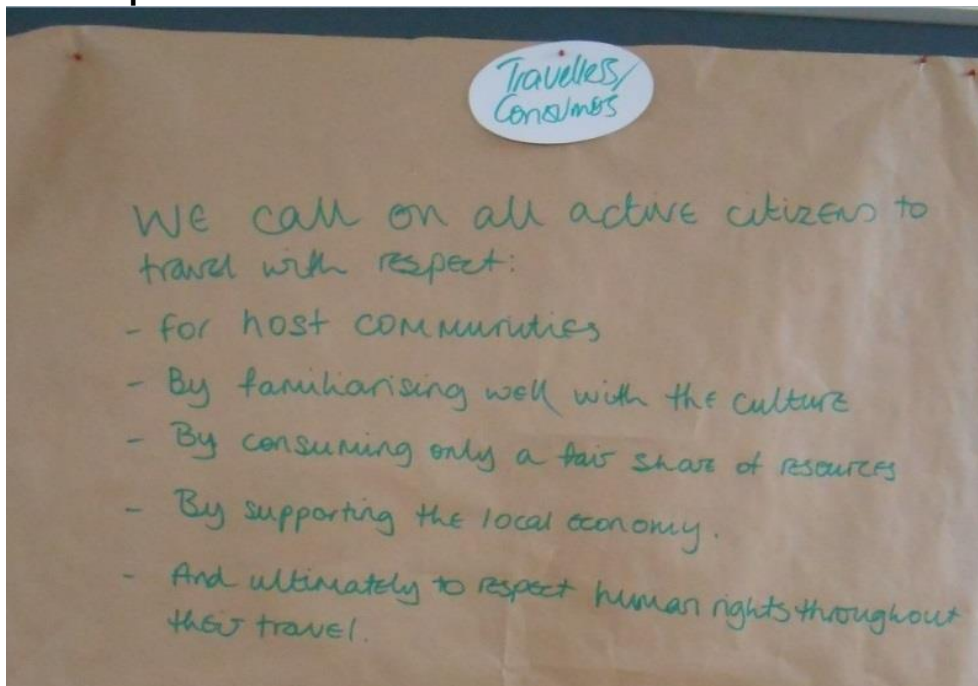 Travellers/
Consumers
WE call on all active citizens to
travel with respect:
- for host communities
- By familiarising well with the culture
- By consuming only a fair share of resources
- By supporting the local economy.
- And ultimately to respect human rights throughout
their travel.